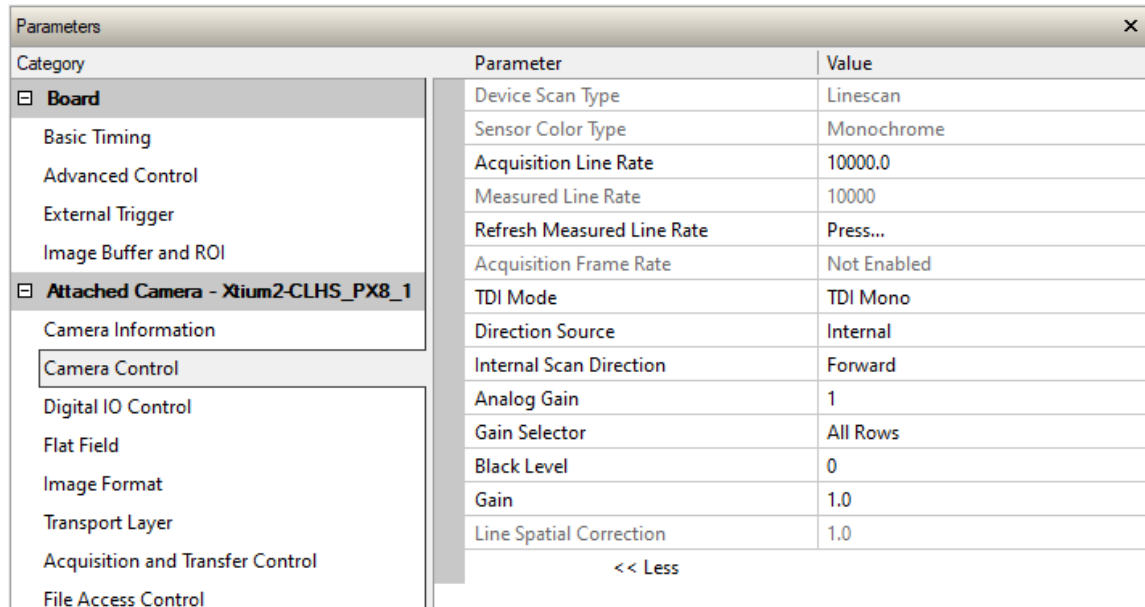 Parameters
Category
Board
Basic Timing
Advanced Control
External Trigger
Image Buffer and ROI
Attached Camera - Xtium2-CLHS_PX8_1
Camera Information
Camera Control
Digital IO Control
Flat Field
Image Format
Transport Layer
Acquisition and Transfer Control
File Access Control
Parameter Value
Device Scan Type Linescan
Sensor Color Type Monochrome
Acquisition Line Rate 10000.0
Measured Line Rate 10000
Refresh Measured Line Rate Press...
Acquisition Frame Rate Not Enabled
TDI Mode TDI Mono
Direction Source Internal
Internal Scan Direction Forward
Analog Gain 1
Gain Selector All Rows
Black Level 0
Gain 1.0
Line Spatial Correction 1.0
<< Less